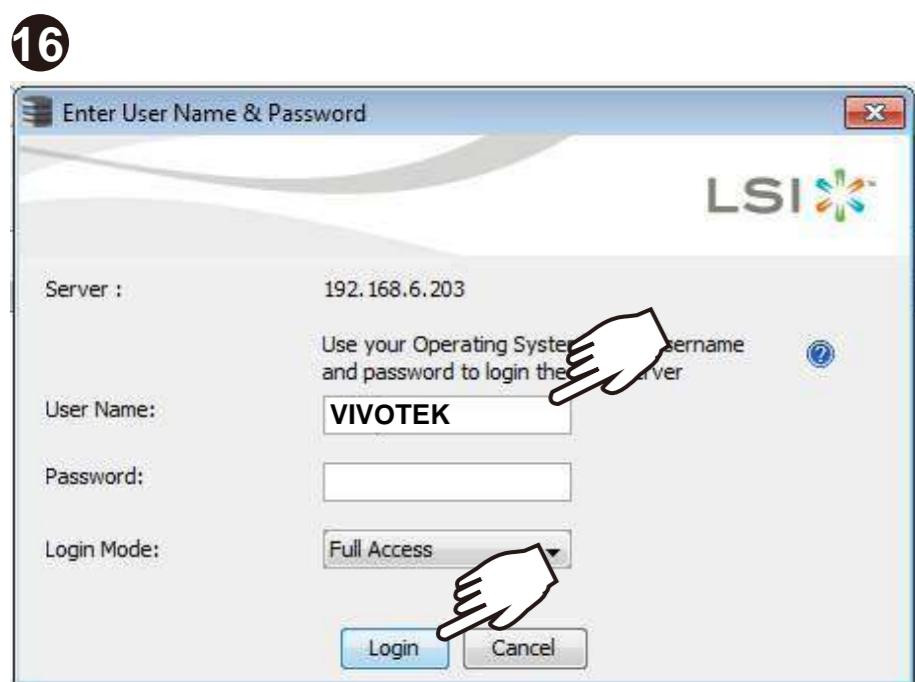 16
Enter User Name & Password
LSI
Server : 192.168.6.203
Use your Operating ername
and password to login the
User Name: VIVOTEK
Password:
Login Mode: Full Access
Login Cancel